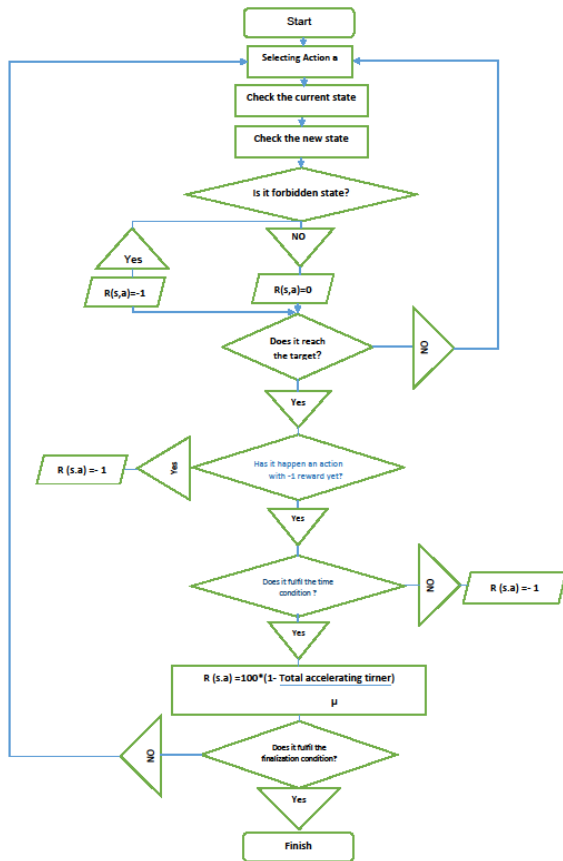 Start
Selecting Action a
Check the current state
Check the new state
Is it forbidden state?
Yes
NO
R(s,a)=-1
R(s,a)=0
Does it reach
the target?
NO
Yes
Has it happen an action
with -1 reward yet?
Yes
R (s.a) =- 1
Yes
Does it fulfil the time
condition ?
NO
R (s.a) =- 1
Yes
R (s.a) =100*(1- Total accelerating tirner)
μ
Does it fulfil the
finalization condition?
NO
Yes
Finish